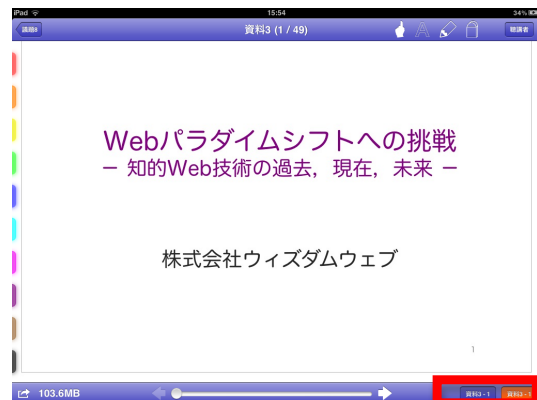 iPad 15:54 34%
議題8 資料3 (1 / 49) A 聴講者
Webパラダイムシフトへの挑戦
－ 知的Web技術の過去，現在，未来 －
株式会社ウィズダムウェブ
1
103.6MB 資料3 - 1 資料3 - 1